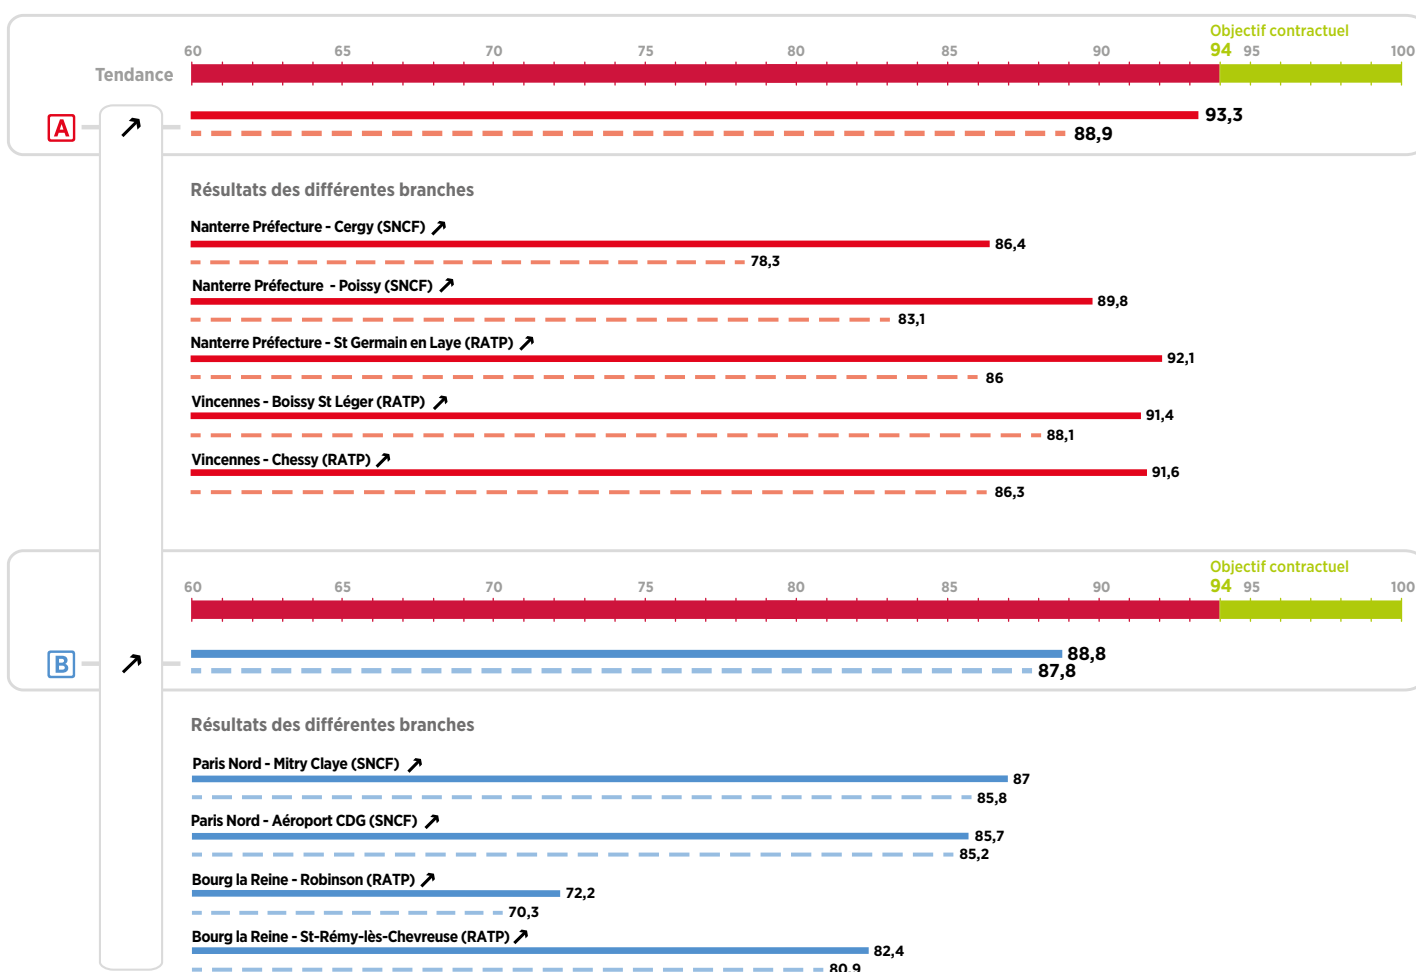 Objectif contractuel
60 65 70 75 80 85 90 94 95 100
Tendance
A
93,3
88,9
Résultats des différentes branches
Nanterre Préfecture - Cergy (SNCF)
86,4
78,3
Nanterre Préfecture - Poissy (SNCF)
89,8
83,1
Nanterre Préfecture - St Germain en Laye (RATP)
92,1
86
Vincennes - Boissy St Léger (RATP)
91,4
88,1
Vincennes - Chessy (RATP)
91,6
86,3
Objectif contractuel
60 65 70 75 80 85 90 94 95 100
B
88,8
87,8
Résultats des différentes branches
Paris Nord - Mitry Claye (SNCF)
87
85,8
Paris Nord - Aéroport CDG (SNCF)
85,7
85,2
Bourg la Reine - Robinson (RATP)
72,2
70,3
Bourg la Reine - St-Rémy-lès-Chevreuse (RATP)
82,4
80,9